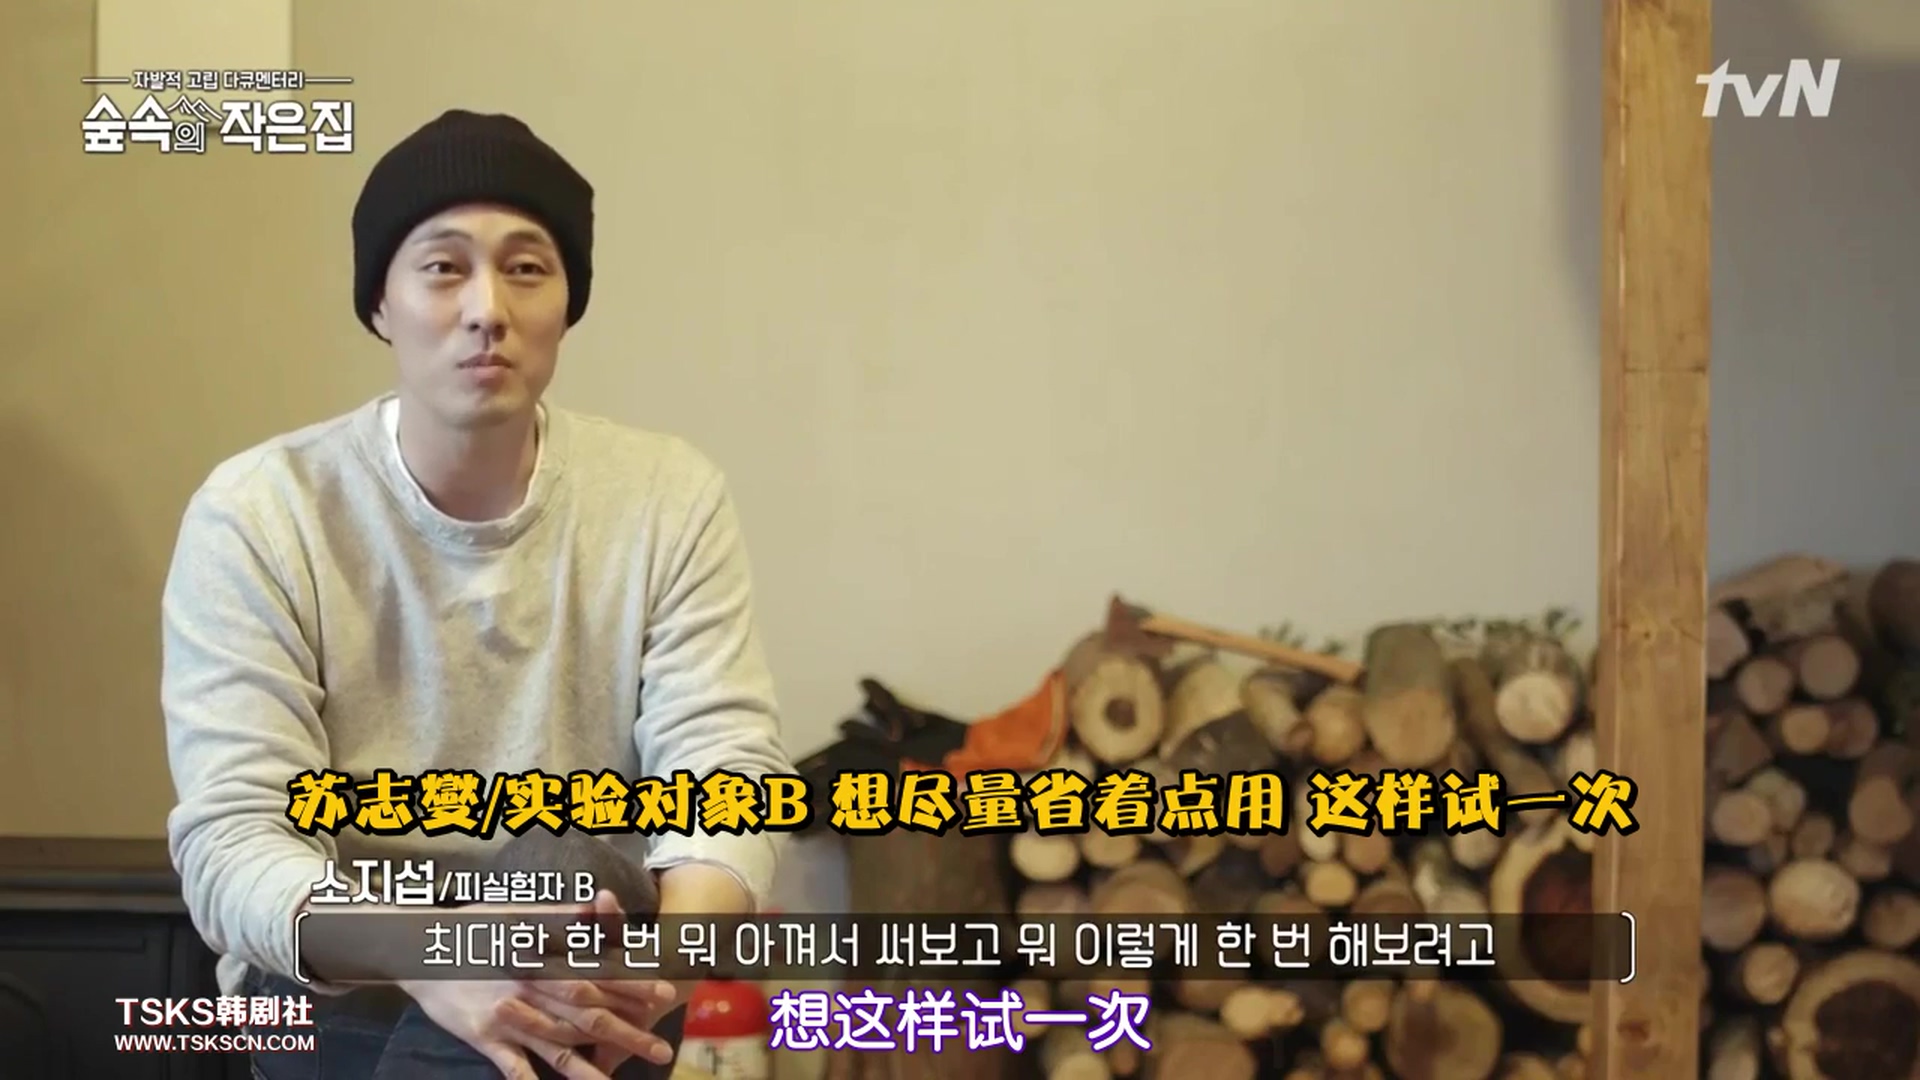 자발적 고립 다큐멘터리
숲속의 작은집
tvN
苏志燮/实验对象B 想尽量省着点用 这样试一次
소지섭/피실험자 B
최대한 한 번 뭐 아껴서 써보고 뭐 이렇게 한 번 해보려고
想这样试一次
TSKS韩剧社
WWW.TSKSCN.COM